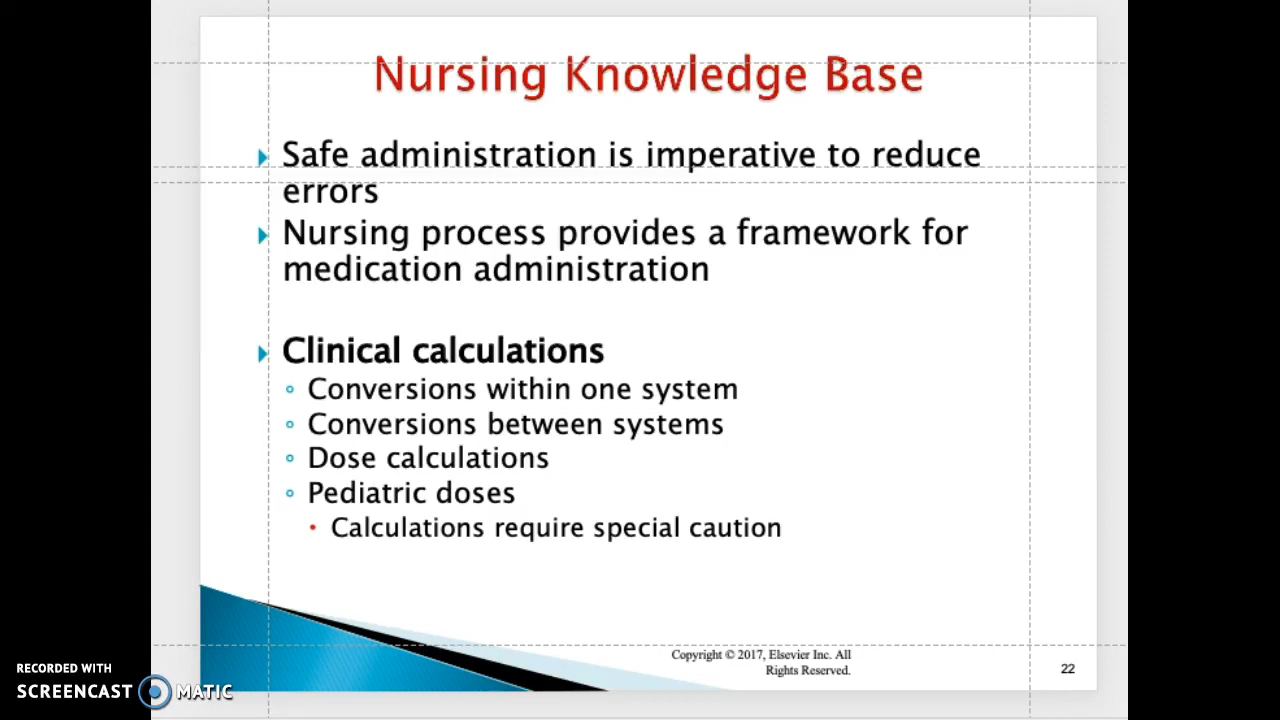 Nursing Knowledge Base
Safe administration is imperative to reduce
errors
Nursing process provides a framework for
medication administration
Clinical calculations
Conversions within one system
Conversions between systems
Dose calculations
Pediatric doses
Calculations require special caution
Copyright © 2017, Elsevier Inc. All
Rights Reserved.
22
RECORDED WITH
SCREENCAST MATIC